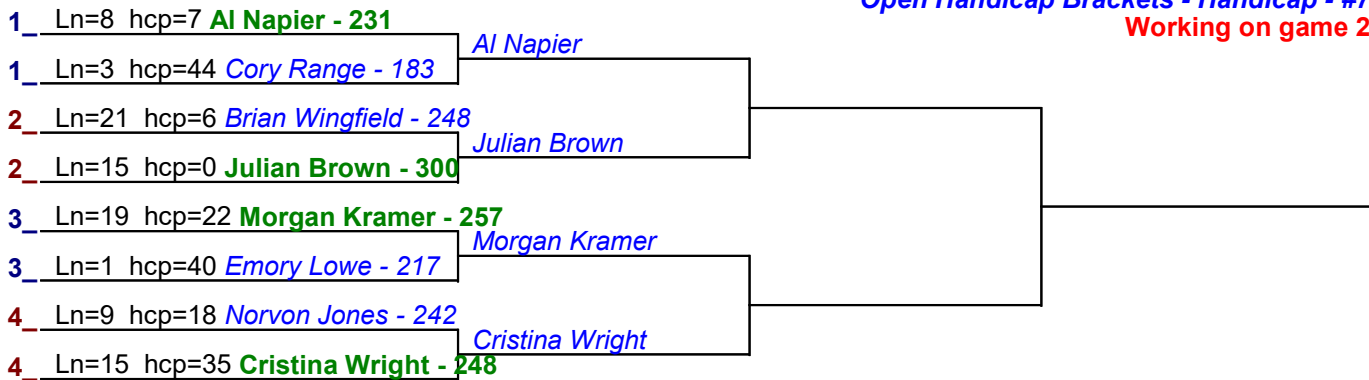 Open Handicap Brackets - Handicap - #7
Working on game 2
1_ Ln=8 hcp=7 Al Napier - 231
Al Napier
1_ Ln=3 hcp=44 Cory Range - 183
2_ Ln=21 hcp=6 Brian Wingfield - 248
Julian Brown
2_ Ln=15 hcp=0 Julian Brown - 300
3_ Ln=19 hcp=22 Morgan Kramer - 257
Morgan Kramer
3_ Ln=1 hcp=40 Emory Lowe - 217
4_ Ln=9 hcp=18 Norvon Jones - 242
Cristina Wright
4_ Ln=15 hcp=35 Cristina Wright - 248